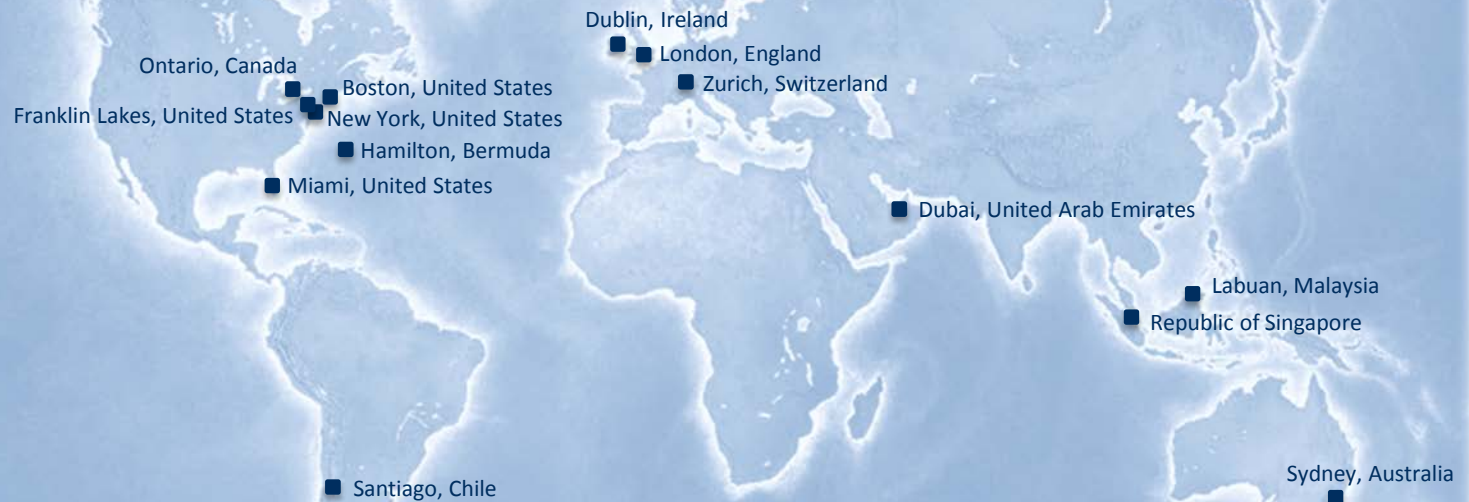 Dublin, Ireland
London, England
Ontario, Canada
Zurich, Switzerland
Boston, United States
Franklin Lakes, United States
New York, United States
Hamilton, Bermuda
Miami, United States
Dubai, United Arab Emirates
Labuan, Malaysia
Republic of Singapore
Sydney, Australia
Santiago, Chile